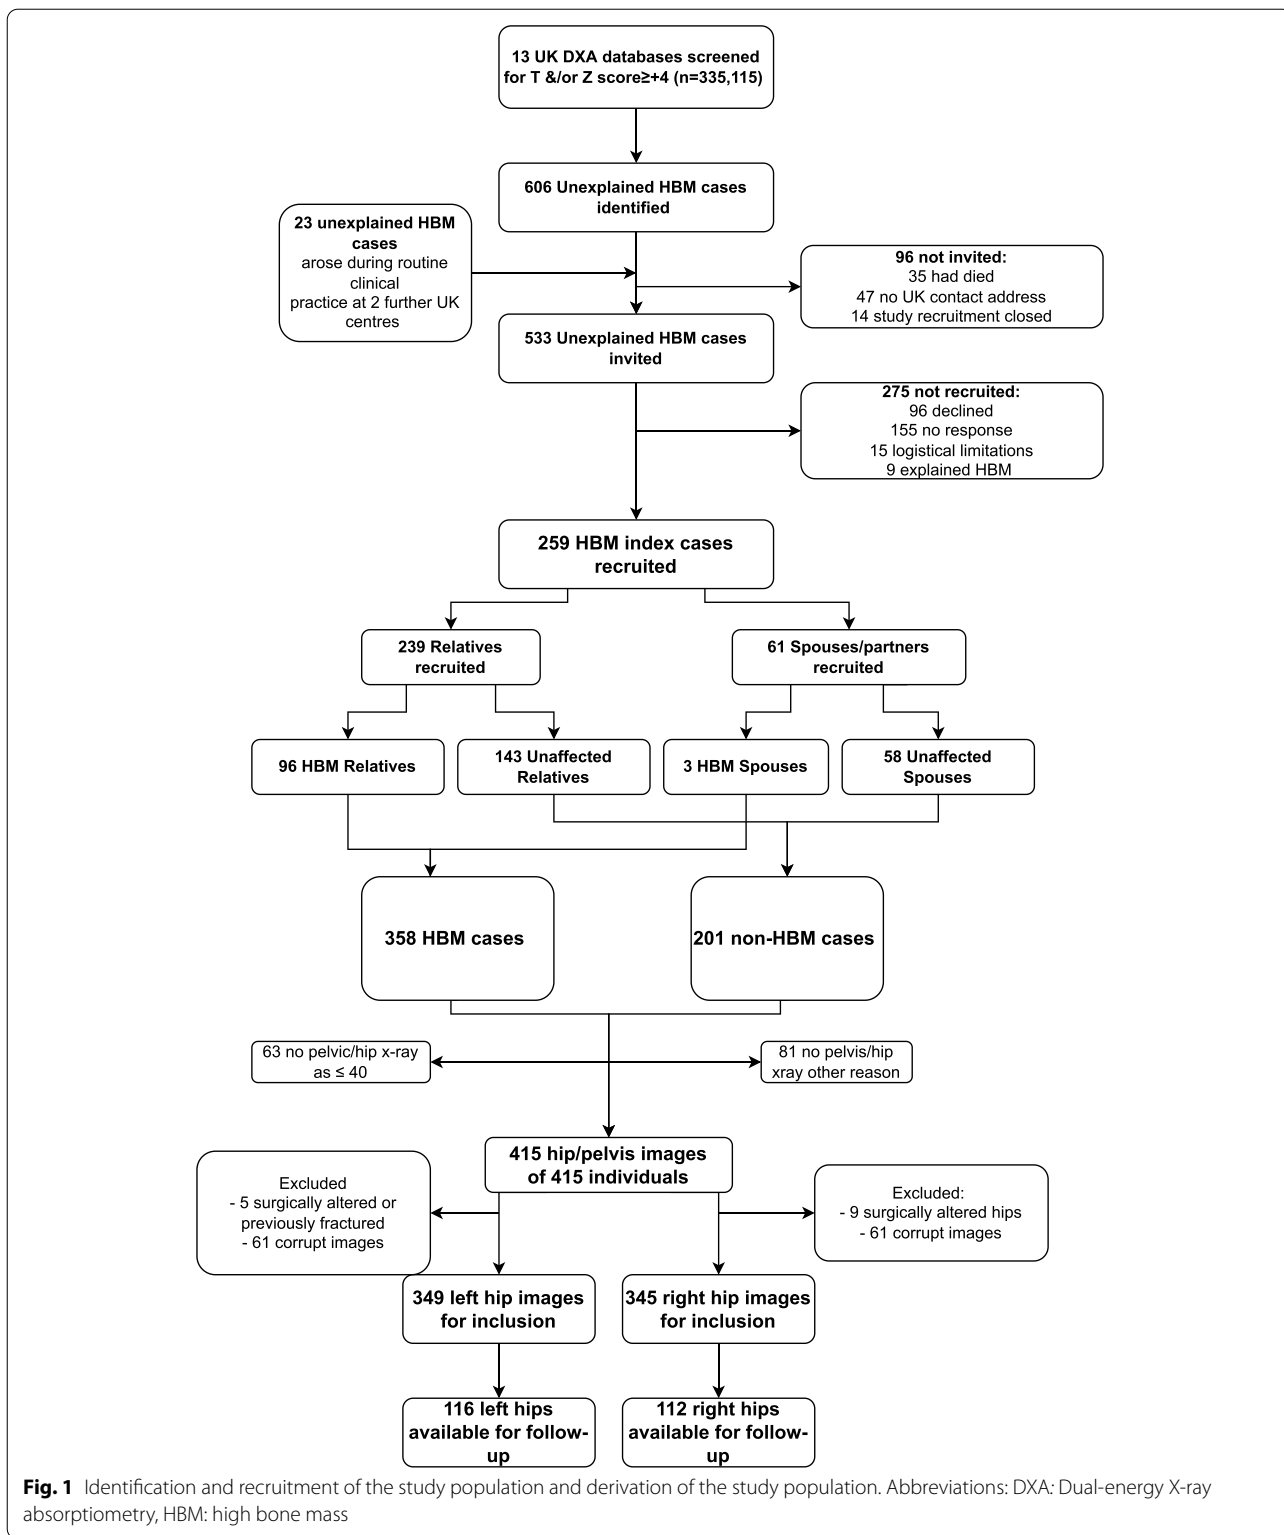 13 UK DXA databases screened
for T &/or Z score≥+4 (n=335,115)
606 Unexplained HBM cases
identified
23 unexplained HBM
cases
arose during routine
clinical
practice at 2 further UK
centres
96 not invited:
35 had died
47 no UK contact address
14 study recruitment closed
533 Unexplained HBM cases
invited
275 not recruited:
96 declined
155 no response
15 logistical limitations
9 explained HBM
259 HBM index cases
recruited
239 Relatives
recruited
61 Spouses/partners
recruited
96 HBM Relatives
143 Unaffected
Relatives
3 HBM Spouses
58 Unaffected
Spouses
358 HBM cases
201 non-HBM cases
63 no pelvic/hip x-ray
as ≤ 40
81 no pelvis/hip
xray other reason
415 hip/pelvis images
of 415 individuals
Excluded
- 5 surgically altered or
previously fractured
- 61 corrupt images
Excluded:
- 9 surgically altered hips
- 61 corrupt images
349 left hip images
for inclusion
345 right hip images
for inclusion
116 left hips
available for follow-
up
112 right hips
available for follow-
up
Fig. 1 Identification and recruitment of the study population and derivation of the study population. Abbreviations: DXA: Dual-energy X-ray
absorptiometry, HBM: high bone mass